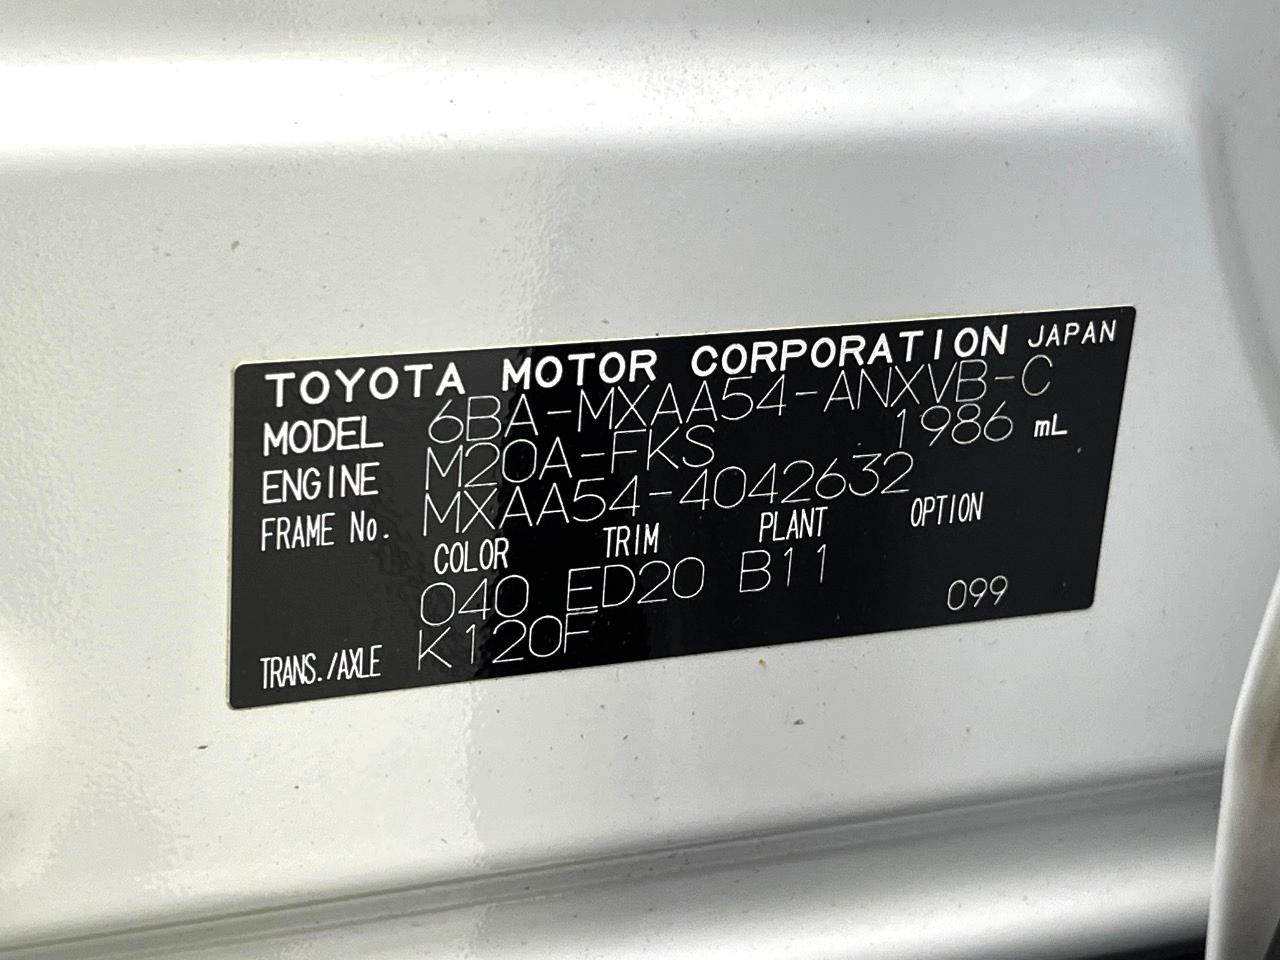 TOYOTA MOTOR CORPORATION JAPAN
MODEL 6BA-MXAA54-ANXVB-C
ENGINE M20A-FKS 1986 mL
FRAME No. MXAA54-4042632
COLOR TRIM PLANT OPTION
040 ED20 B11
TRANS./AXLE K120F 099